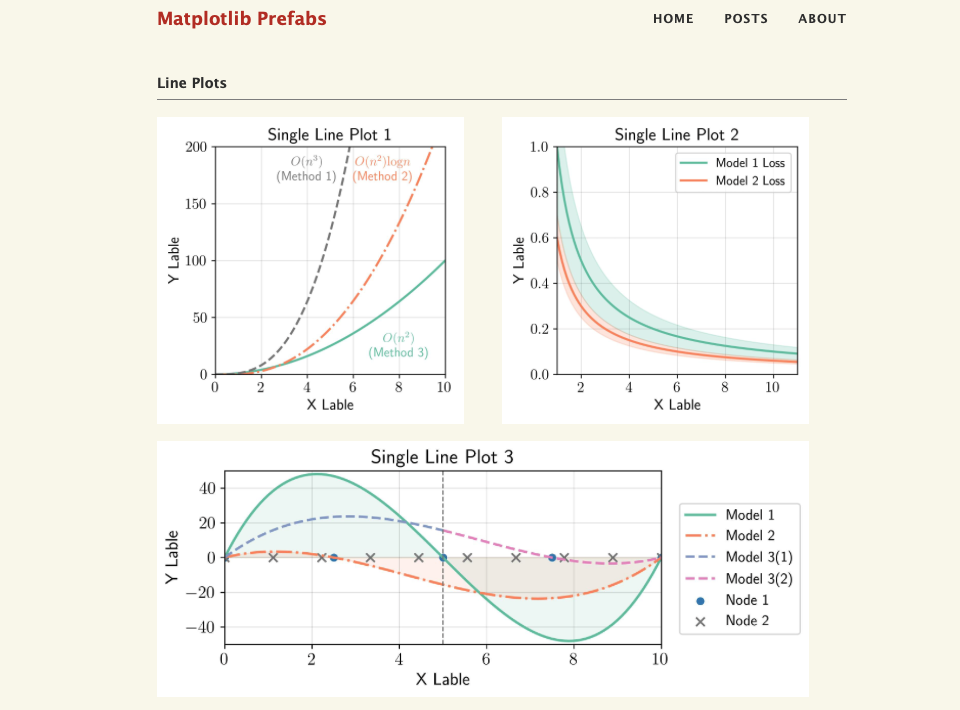 Matplotlib Prefabs
HOME POSTS ABOUT
Line Plots
Single Line Plot 1
200
150
100
50
0
0 2 4 6 8 10
Y Lable
X Lable
O(n³)
(Method 1)
O(n²)logn
(Method 2)
O(n²)
(Method 3)
Single Line Plot 2
1.0
0.8
0.6
0.4
0.2
0.0
2 4 6 8 10
Y Lable
X Lable
Model 1 Loss
Model 2 Loss
Single Line Plot 3
40
20
0
−20
−40
0 2 4 6 8 10
Y Lable
X Lable
Model 1
Model 2
Model 3(1)
Model 3(2)
Node 1
Node 2